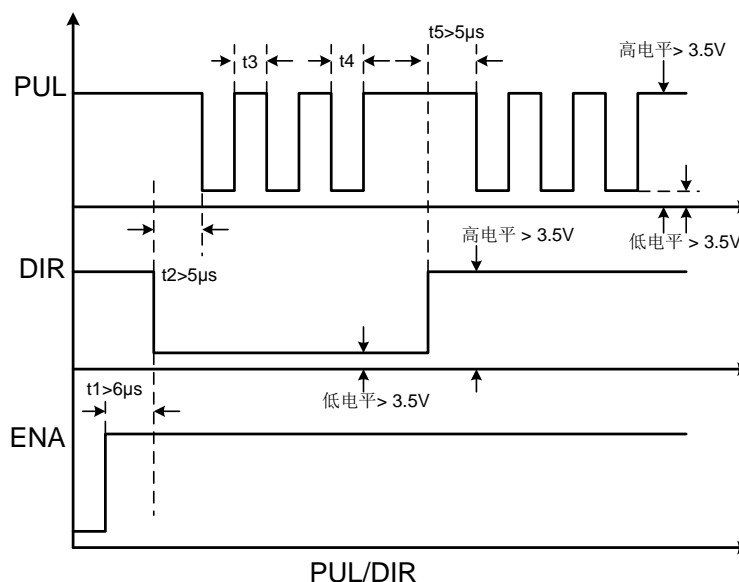 t5>5μs
高电平> 3.5V
t3
t4
PUL
高电平 > 3.5V
低电平 > 3.5V
DIR
t2>5μs
t1>6μs
低电平> 3.5V
ENA
PUL/DIR